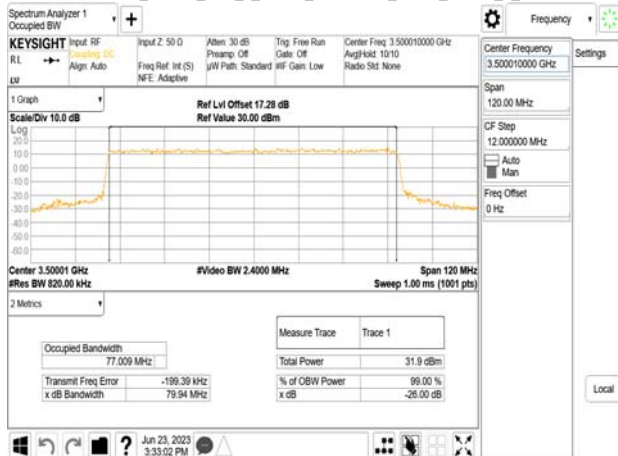 Spectrum Analyzer 1
Occupied BW
+
Frequency
KEYSIGHT
RL
Input: RF
Coupling: DC
Align: Auto
Input Z: 50 Ω
Freq Ref: Int (S)
NFE: Adaptive
Atten: 30 dB
Preamp: Off
µW Path: Standard
Trig: Free Run
Gate: Off
#IF Gain: Low
Center Freq: 3.500010000 GHz
Avg|Hold: 10/10
Radio Std: None
LVI
1 Graph
Scale/Div 10.0 dB
Ref Lvl Offset 17.28 dB
Ref Value 30.00 dBm
Log
20.0
10.0
0.00
-10.0
-20.0
-30.0
-40.0
-50.0
-60.0
Center 3.50001 GHz
#Res BW 820.00 kHz
#Video BW 2.4000 MHz
Span 120 MHz
Sweep 1.00 ms (1001 pts)
2 Metrics
Measure Trace
Trace 1
Occupied Bandwidth
77.009 MHz
Total Power
31.9 dBm
Transmit Freq Error
-199.39 kHz
% of OBW Power
99.00 %
x dB Bandwidth
79.94 MHz
x dB
-26.00 dB
Center Frequency
3.500010000 GHz
Settings
Span
120.00 MHz
CF Step
12.000000 MHz
Auto
Man
Freq Offset
0 Hz
Local
?
Jun 23, 2023
3:33:02 PM